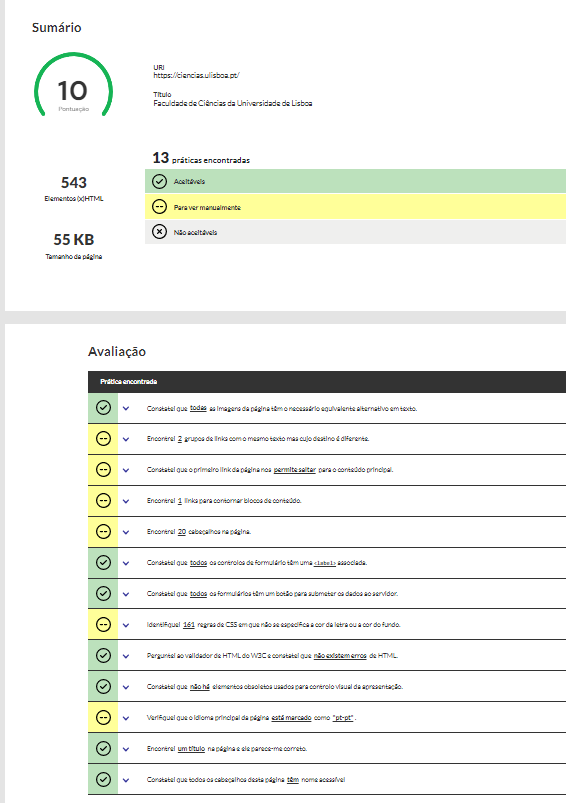 Sumário
10
Pontuação
URI
https://ciencias.ulisboa.pt/
Título
Faculdade de Ciências da Universidade de Lisboa
543
Elementos (x)HTML
55 KB
Tamanho da página
13 práticas encontradas
Aceitáveis
Para ver manualmente
Não aceitáveis
Avaliação
Prática encontrada
Constatei que todas as imagens da página têm o necessário equivalente alternativo em texto.
Encontrei 2 grupos de links com o mesmo texto mas cujo destino é diferente.
Constatei que o primeiro link da página nos permite saltar para o conteúdo principal.
Encontrei 1 links para contornar blocos de conteúdo.
Encontrei 20 cabeçalhos na página.
Constatei que todos os controlos de formulário têm uma <label> associada.
Constatei que todos os formulários têm um botão para submeter os dados ao servidor.
Identifiquei 161 regras de CSS em que não se especifica a cor da letra ou a cor do fundo.
Perguntei ao validador de HTML do W3C e constatei que não existem erros de HTML.
Constatei que não há elementos obsoletos usados para controlo visual da apresentação.
Verifiquei que o idioma principal da página está marcado como "pt-pt".
Encontrei um título na página e ele parece-me correto.
Constatei que todos os cabeçalhos desta página têm nome acessível